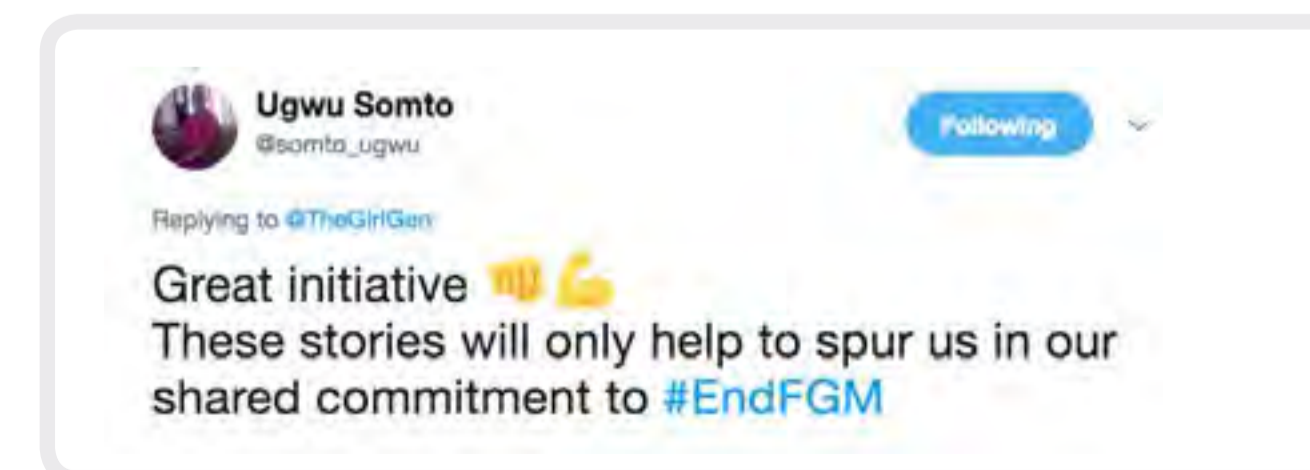 Ugwu Somto
@somto_ugwu
Following
Replying to @TheGirlGen
Great initiative 👊💪
These stories will only help to spur us in our
shared commitment to #EndFGM